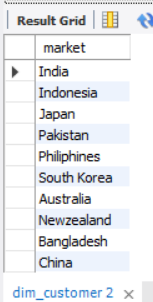 Result Grid
market
India
Indonesia
Japan
Pakistan
Philiphines
South Korea
Australia
Newzealand
Bangladesh
China
dim_customer 2